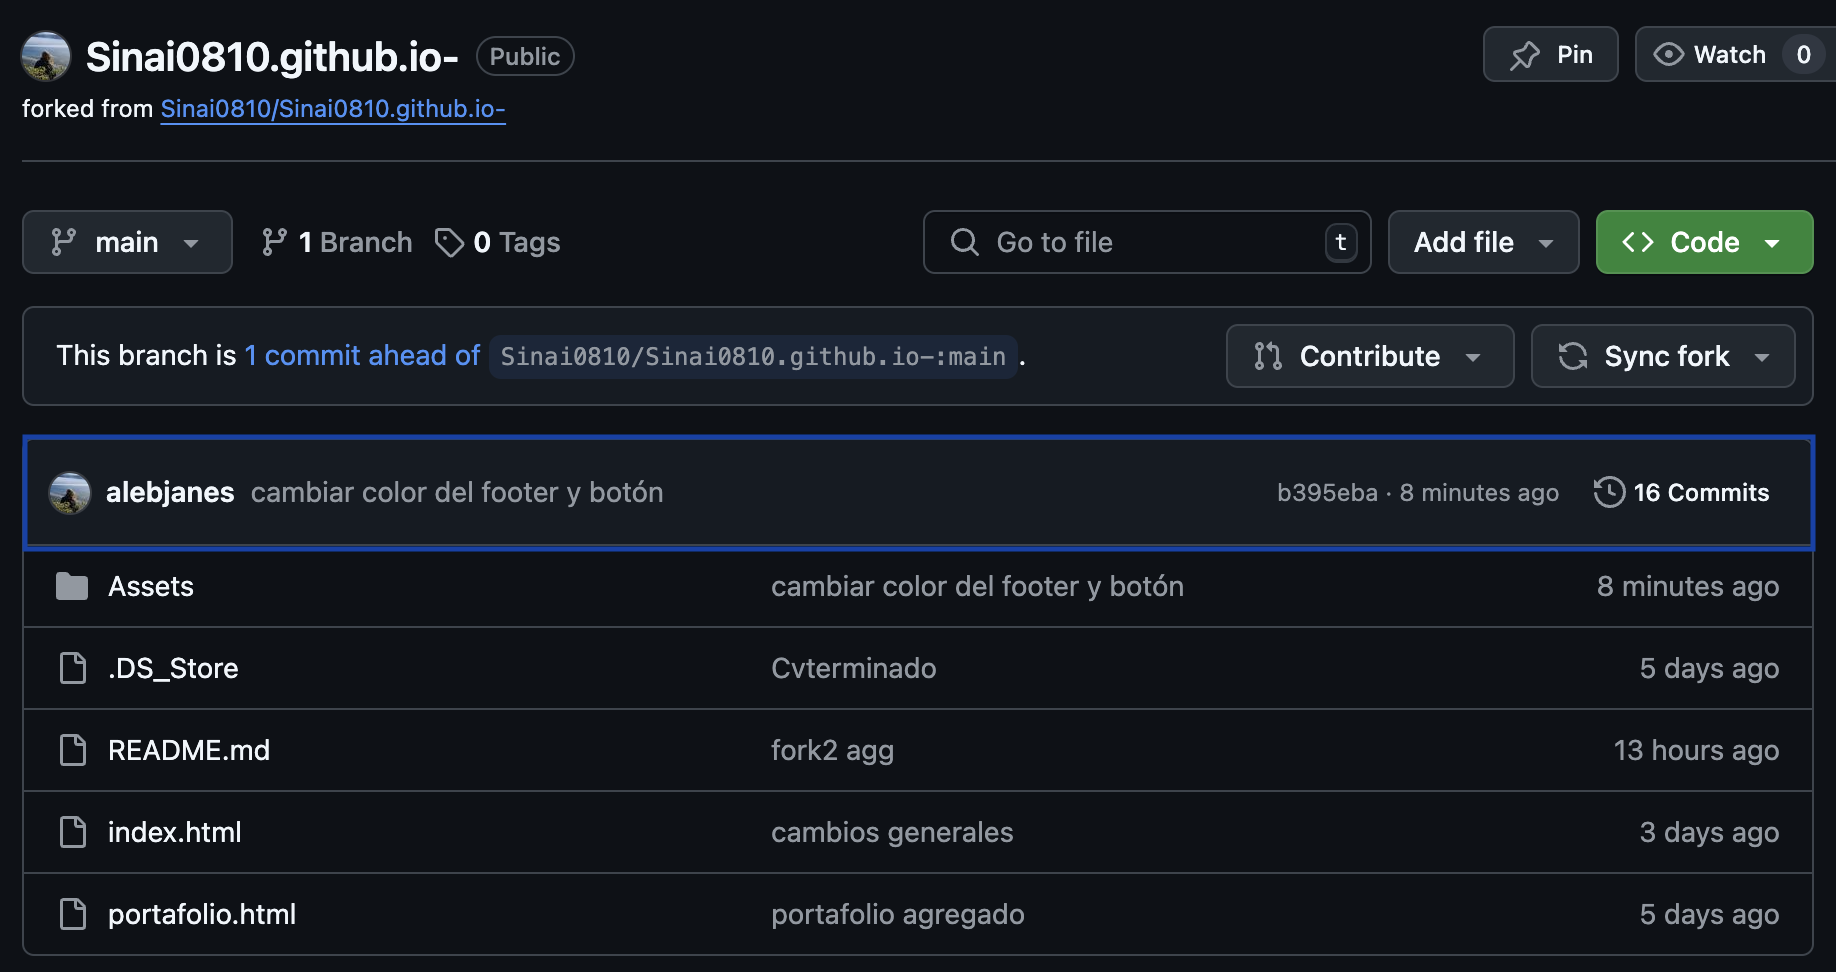 Sinai0810.github.io- Public Pin Watch 0
forked from Sinai0810/Sinai0810.github.io-
main 1 Branch 0 Tags Go to file t Add file Code
This branch is 1 commit ahead of Sinai0810/Sinai0810.github.io-:main . Contribute Sync fork
alebjanes cambiar color del footer y botón b395eba · 8 minutes ago 16 Commits
Assets cambiar color del footer y botón 8 minutes ago
.DS_Store Cvterminado 5 days ago
README.md fork2 agg 13 hours ago
index.html cambios generales 3 days ago
portafolio.html portafolio agregado 5 days ago